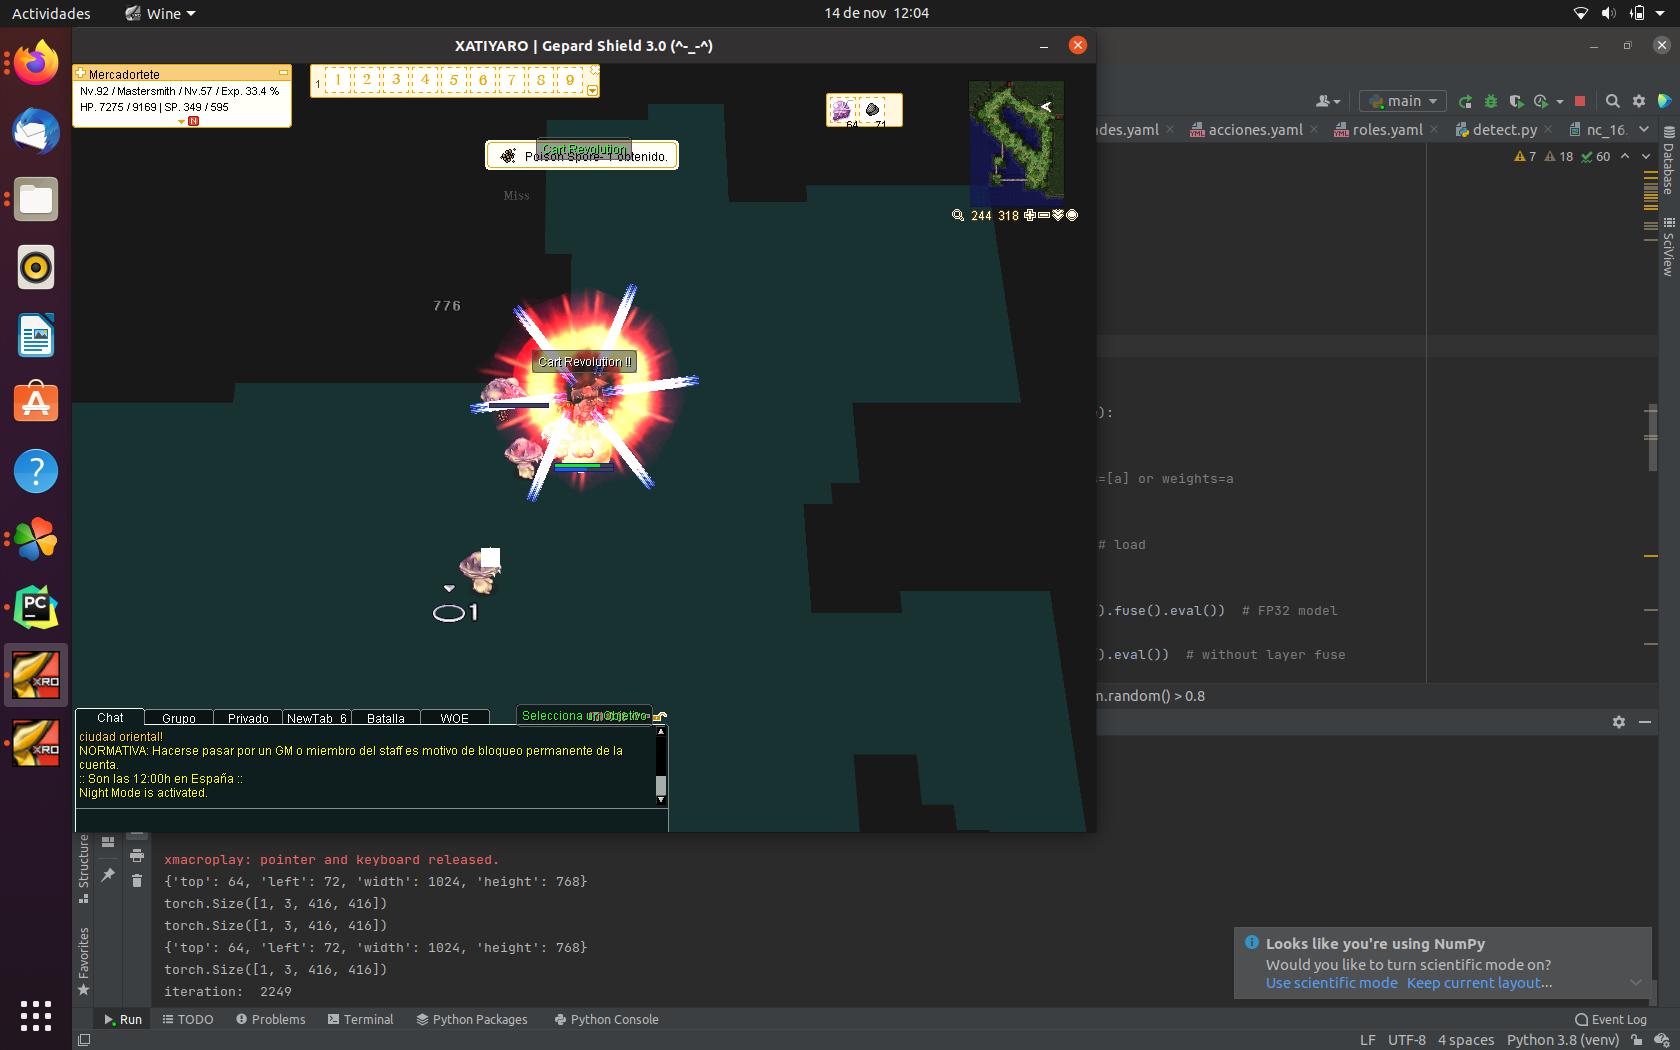 Actividades
Wine
14 de nov 12:04
XATIYARO | Gepard Shield 3.0 (^-_-^)
Mercadortete
Nv.92 / Mastersmith / Nv.57 / Exp. 33.4 %
HP. 7275 / 9169 | SP. 349 / 595
N
1 1 2 3 4 5 6 7 8 9
64 71
Cart Revolution
Poison Spore- 1 obtenido.
Miss
244 318
776
Cart Revolution !!
1
Chat
Grupo
Privado
NewTab_6
Batalla
WOE
Selecciona un objetivo
ciudad oriental!
NORMATIVA: Hacerse pasar por un GM o miembro del staff es motivo de bloqueo permanente de la
cuenta.
:: Son las 12:00h en España ::
Night Mode is activated.
main
des.yaml
acciones.yaml
roles.yaml
detect.py
nc_16.
7 18 60
Database
SciView
):
=[a] or weights=a
# load
).fuse().eval()) # FP32 model
).eval()) # without layer fuse
m.random() > 0.8
PC
XRO
XRO
Structure
Favorites
xmacroplay: pointer and keyboard released.
{'top': 64, 'left': 72, 'width': 1024, 'height': 768}
torch.Size([1, 3, 416, 416])
torch.Size([1, 3, 416, 416])
{'top': 64, 'left': 72, 'width': 1024, 'height': 768}
torch.Size([1, 3, 416, 416])
iteration: 2249
Looks like you're using NumPy
Would you like to turn scientific mode on?
Use scientific mode Keep current layout...
Run
TODO
Problems
Terminal
Python Packages
Python Console
Event Log
LF UTF-8 4 spaces Python 3.8 (venv)